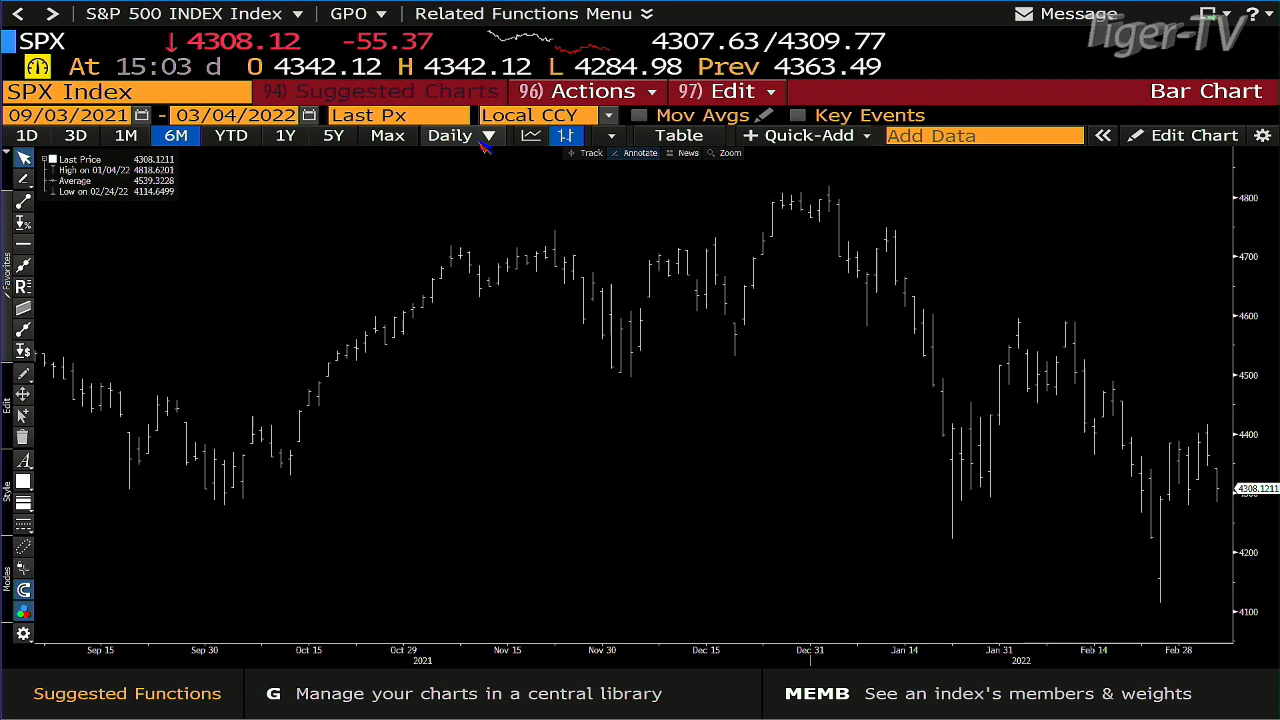 S&P 500 INDEX Index GPO Related Functions Menu Message ?
Tiger-TV
SPX 4308.12 -55.37 4307.63/4309.77
At 15:03 d O 4342.12 H 4342.12 L 4284.98 Prev 4363.49
SPX Index 94) Suggested Charts 96) Actions 97) Edit Bar Chart
09/03/2021 - 03/04/2022 Last Px Local CCY Mov Avgs Key Events
1D 3D 1M 6M YTD 1Y 5Y Max Daily Table + Quick-Add Add Data Edit Chart
Track Annotate News Zoom
Last Price 4308.1211
High on 01/04/22 4818.6201
Average 4539.3228
Low on 02/24/22 4114.6499
Favorites
Edit
Style
Modes
4800
4700
4600
4500
4400
4308.1211
4200
4100
Sep 15 Sep 30 Oct 15 Oct 29 Nov 15 Nov 30 Dec 15 Dec 31 Jan 14 Jan 31 Feb 14 Feb 28
2021 2022
Suggested Functions G Manage your charts in a central library MEMB See an index's members & weights